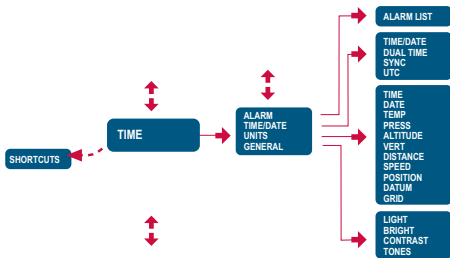 SHORTCUTS
TIME
ALARM
TIME/DATE
UNITS
GENERAL
ALARM LIST
TIME/DATE
DUAL TIME
SYNC
UTC
TIME
DATE
TEMP
PRESS
ALTITUDE
VERT
DISTANCE
SPEED
POSITION
DATUM
GRID
LIGHT
BRIGHT
CONTRAST
TONES